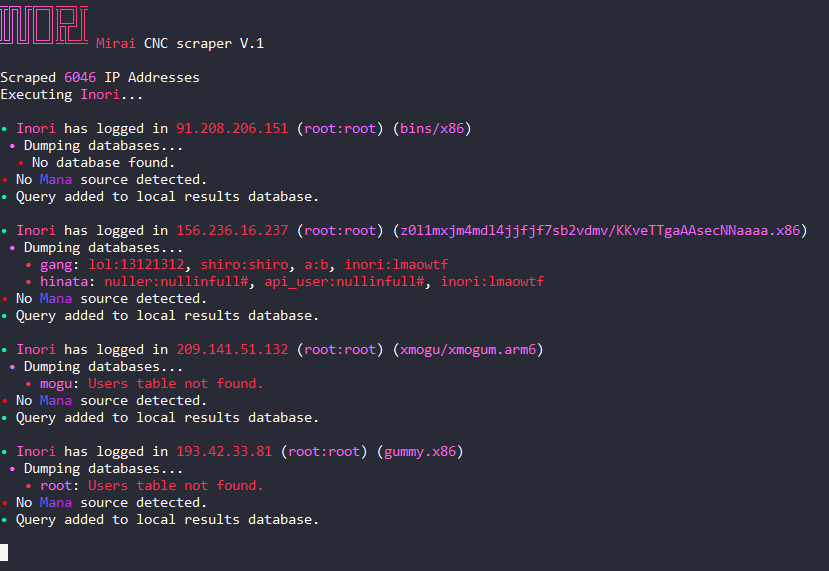 INORI Mirai CNC scraper V.1
Scraped 6046 IP Addresses
Executing Inori...
• Inori has logged in 91.208.206.151 (root:root) (bins/x86)
• Dumping databases...
• No database found.
• No Mana source detected.
• Query added to local results database.
• Inori has logged in 156.236.16.237 (root:root) (z0l1mxjm4mdl4jjfjf7sb2vdmv/KKveTTgaAAsecNNaaaa.x86)
• Dumping databases...
• gang: lol:13121312, shiro:shiro, a:b, inori:lmaowtf
• hinata: nuller:nullinfull#, api_user:nullinfull#, inori:lmaowtf
• No Mana source detected.
• Query added to local results database.
• Inori has logged in 209.141.51.132 (root:root) (xmogu/xmogum.arm6)
• Dumping databases...
• mogu: Users table not found.
• No Mana source detected.
• Query added to local results database.
• Inori has logged in 193.42.33.81 (root:root) (gummy.x86)
• Dumping databases...
• root: Users table not found.
• No Mana source detected.
• Query added to local results database.